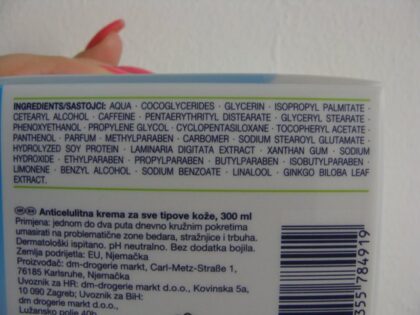 INGREDIENTS/SASTOJCI: AQUA · COCOGLYCERIDES · GLYCERIN · ISOPROPYL PALMITATE ·
CETEARYL ALCOHOL · CAFFEINE · PENTAERYTHRITYL DISTEARATE · GLYCERYL STEARATE ·
PHENOXYETHANOL · PROPYLENE GLYCOL · CYCLOPENTASILOXANE · TOCOPHERYL ACETATE ·
PANTHENOL · PARFUM · METHYLPARABEN · CARBOMER · SODIUM STEAROYL GLUTAMATE ·
HYDROLYZED SOY PROTEIN · LAMINARIA DIGITATA EXTRACT · XANTHAN GUM · SODIUM
HYDROXIDE · ETHYLPARABEN · PROPYLPARABEN · BUTYLPARABEN · ISOBUTYLPARABEN ·
LIMONENE · BENZYL ALCOHOL · SODIUM BENZOATE · LINALOOL · GINKGO BILOBA LEAF
EXTRACT.
Anticelulitna krema za sve tipove kože, 300 ml
Primjena: jednom do dva puta dnevno kružnim pokretima
umasirati na problematične zone bedara, stražnjice i trbuha.
Dermatološki ispitano. pH neutralno. Bez dodatka bojila.
Zemlja podrijetla: EU, Njemačka
Proizvođač: dm-drogerie markt, Carl-Metz-Straße 1,
76185 Karlsruhe, Njemačka
Uvoznik za HR: dm-drogerie markt d.o.o., Kovinska 5a,
10 090 Zagreb; Uvoznik za BiH:
dm drogerie markt d.o.o.,
Lužansko polje 40b
355784919